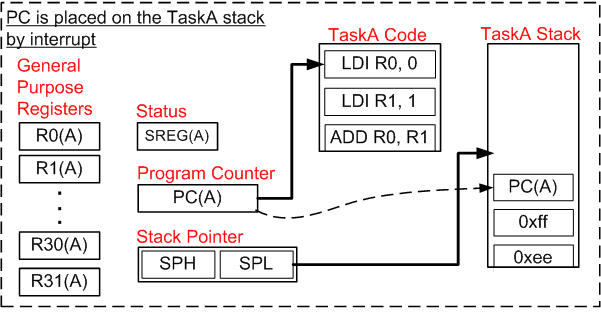 PC is placed on the TaskA stack
by interrupt
General
Purpose
Registers
R0(A)
R1(A)
R30(A)
R31(A)
Status
SREG(A)
Program Counter
PC(A)
Stack Pointer
SPH
SPL
TaskA Code
LDI R0, 0
LDI R1, 1
ADD R0, R1
TaskA Stack
PC(A)
0xff
0xee